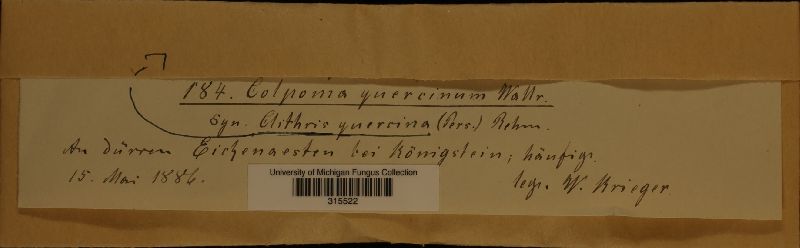 184. Colpoma quercinum Wallr.
Syn. Clithris quercina (Pers.) Rehm.
An dürren Eichenaesten bei Königstein; häufig.
15. Mai 1886.
leg. W. Krieger
University of Michigan Fungus Collection
315522